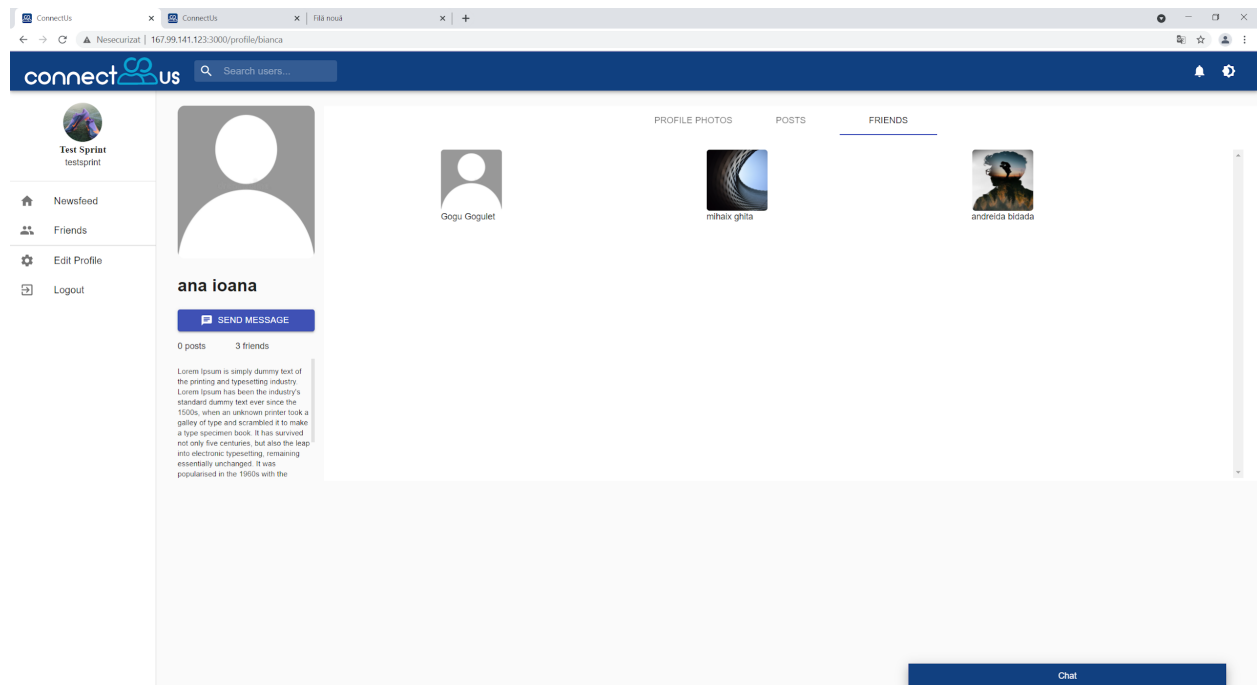 ConnectUs
ConnectUs
Filă nouă
Nesecurizat | 167.99.141.123:3000/profile/bianca
connect us
Search users...
Test Sprint
testsprint
Newsfeed
Friends
Edit Profile
Logout
ana ioana
SEND MESSAGE
0 posts 3 friends
Lorem Ipsum is simply dummy text of
the printing and typesetting industry.
Lorem Ipsum has been the industry's
standard dummy text ever since the
1500s, when an unknown printer took a
galley of type and scrambled it to make
a type specimen book. It has survived
not only five centuries, but also the leap
into electronic typesetting, remaining
essentially unchanged. It was
popularised in the 1960s with the
PROFILE PHOTOS POSTS FRIENDS
Gogu Gogulet
mihaix ghita
andreida bidada
Chat